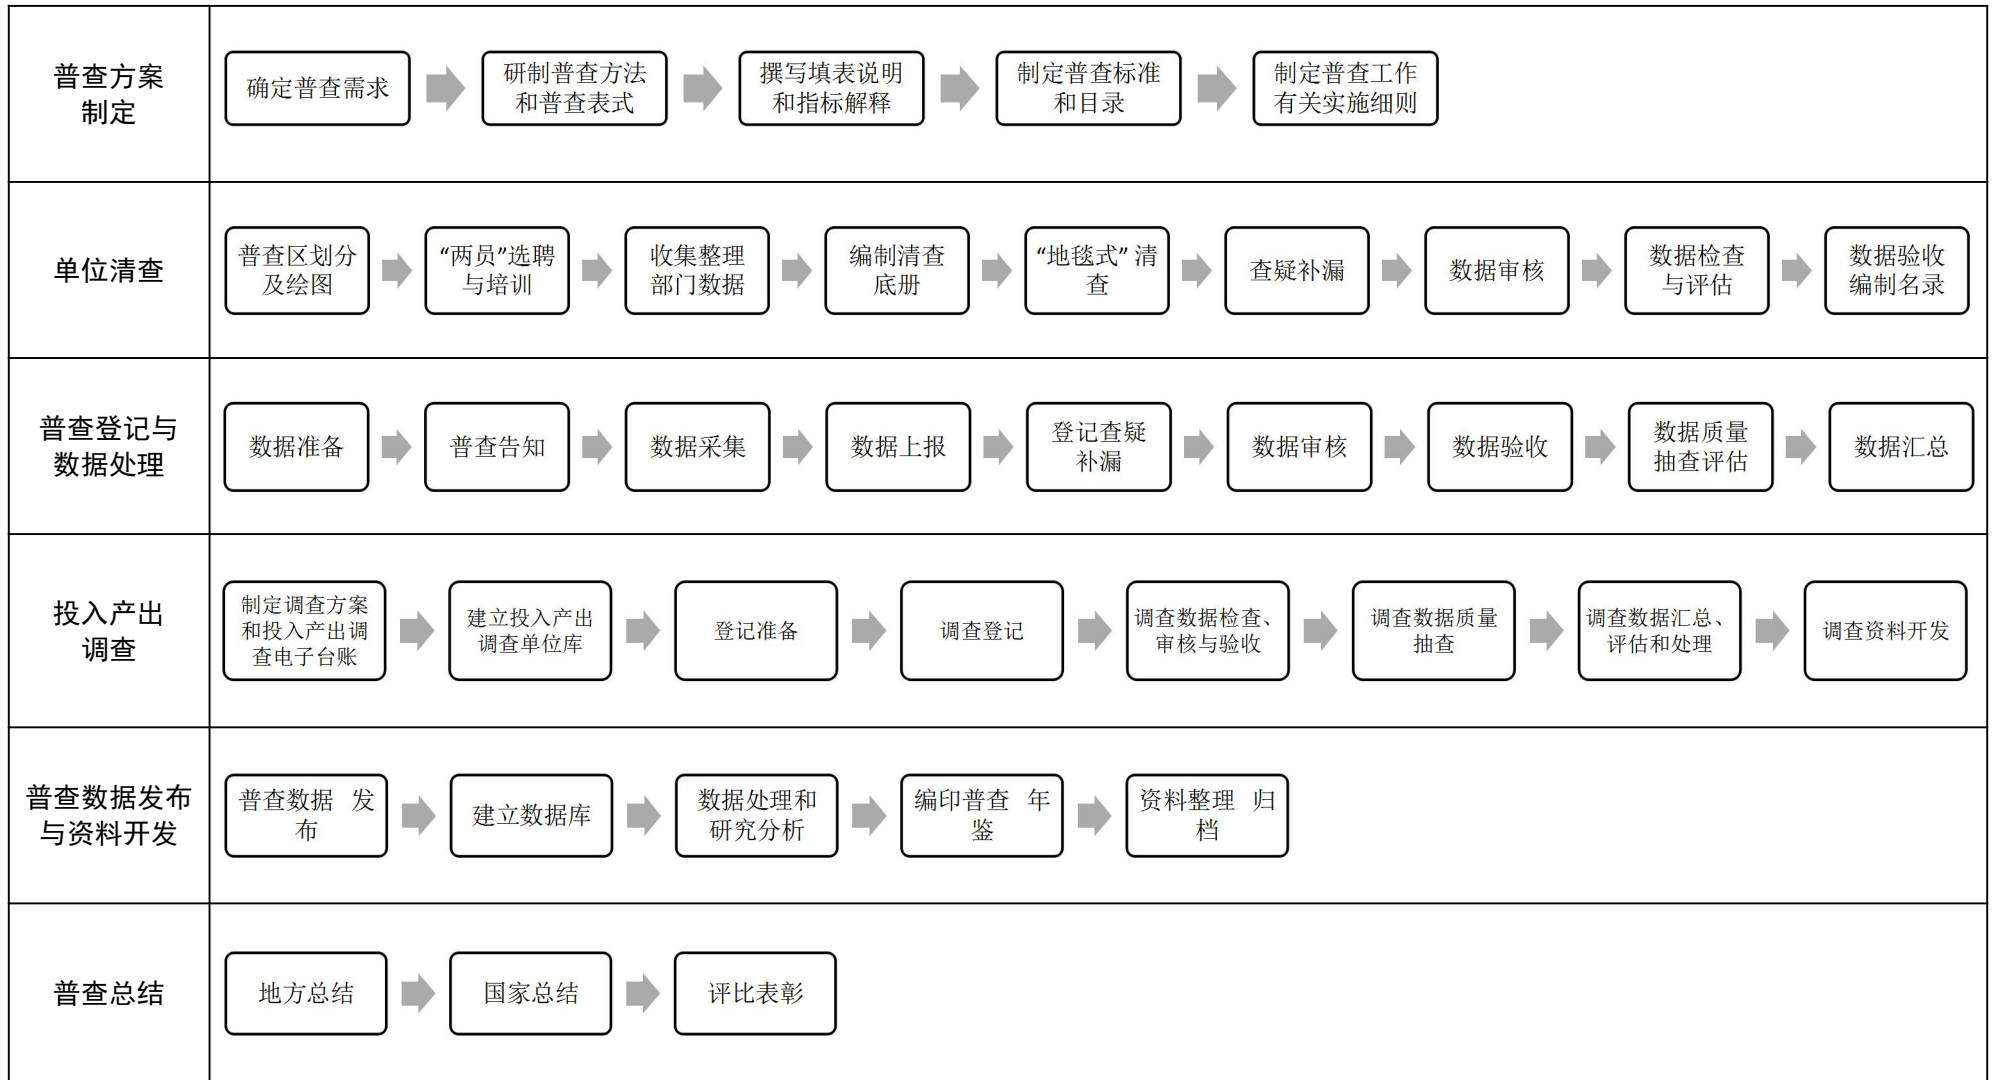 普查方案
制定
确定普查需求
研制普查方法
和普查表式
撰写填表说明
和指标解释
制定普查标准
和目录
制定普查工作
有关实施细则
单位清查
普查区划分
及绘图
“两员”选聘
与培训
收集整理
部门数据
编制清查
底册
“地毯式” 清
查
查疑补漏
数据审核
数据检查
与评估
数据验收
编制名录
普查登记与
数据处理
数据准备
普查告知
数据采集
数据上报
登记查疑
补漏
数据审核
数据验收
数据质量
抽查评估
数据汇总
投入产出
调查
制定调查方案
和投入产出调
查电子台账
建立投入产出
调查单位库
登记准备
调查登记
调查数据检查、
审核与验收
调查数据质量
抽查
调查数据汇总、
评估和处理
调查资料开发
普查数据发布
与资料开发
普查数据 发
布
建立数据库
数据处理和
研究分析
编印普查 年
鉴
资料整理 归
档
普查总结
地方总结
国家总结
评比表彰